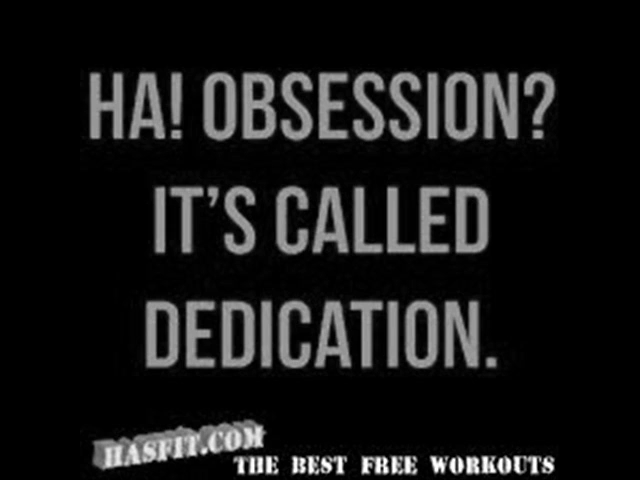 HA! OBSESSION?
IT'S CALLED
DEDICATION.
HASFIT.COM
THE BEST FREE WORKOUTS